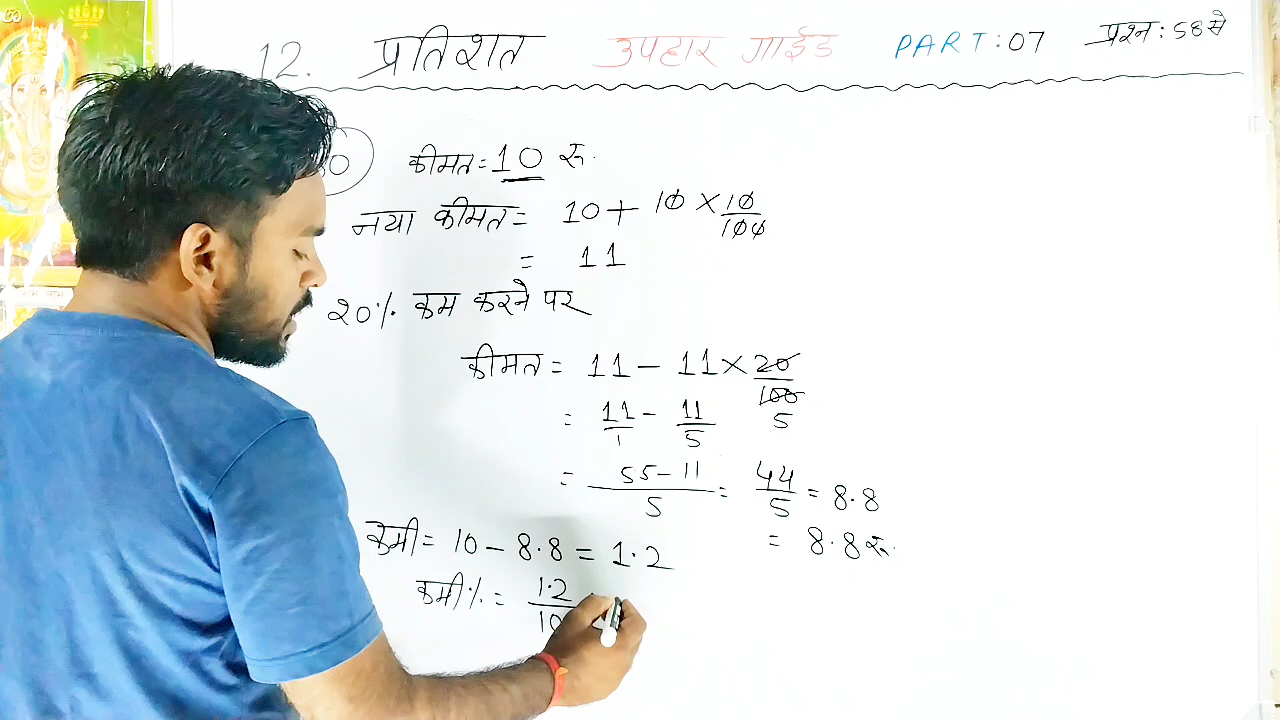 12. प्रतिशत उपहार गाईड PART:07 प्रश्न:58से
कीमत=10 रू.
नया कीमत= 10+ 10 × 10/100
= 11
20% कम करने पर
कीमत = 11 - 11 × 20/100 5
= 11/1 - 11/5
= 55-11/5 = 44/5 = 8.8
= 8.8 रू.
कमी = 10 - 8.8 = 1.2
कमी% = 1.2/10